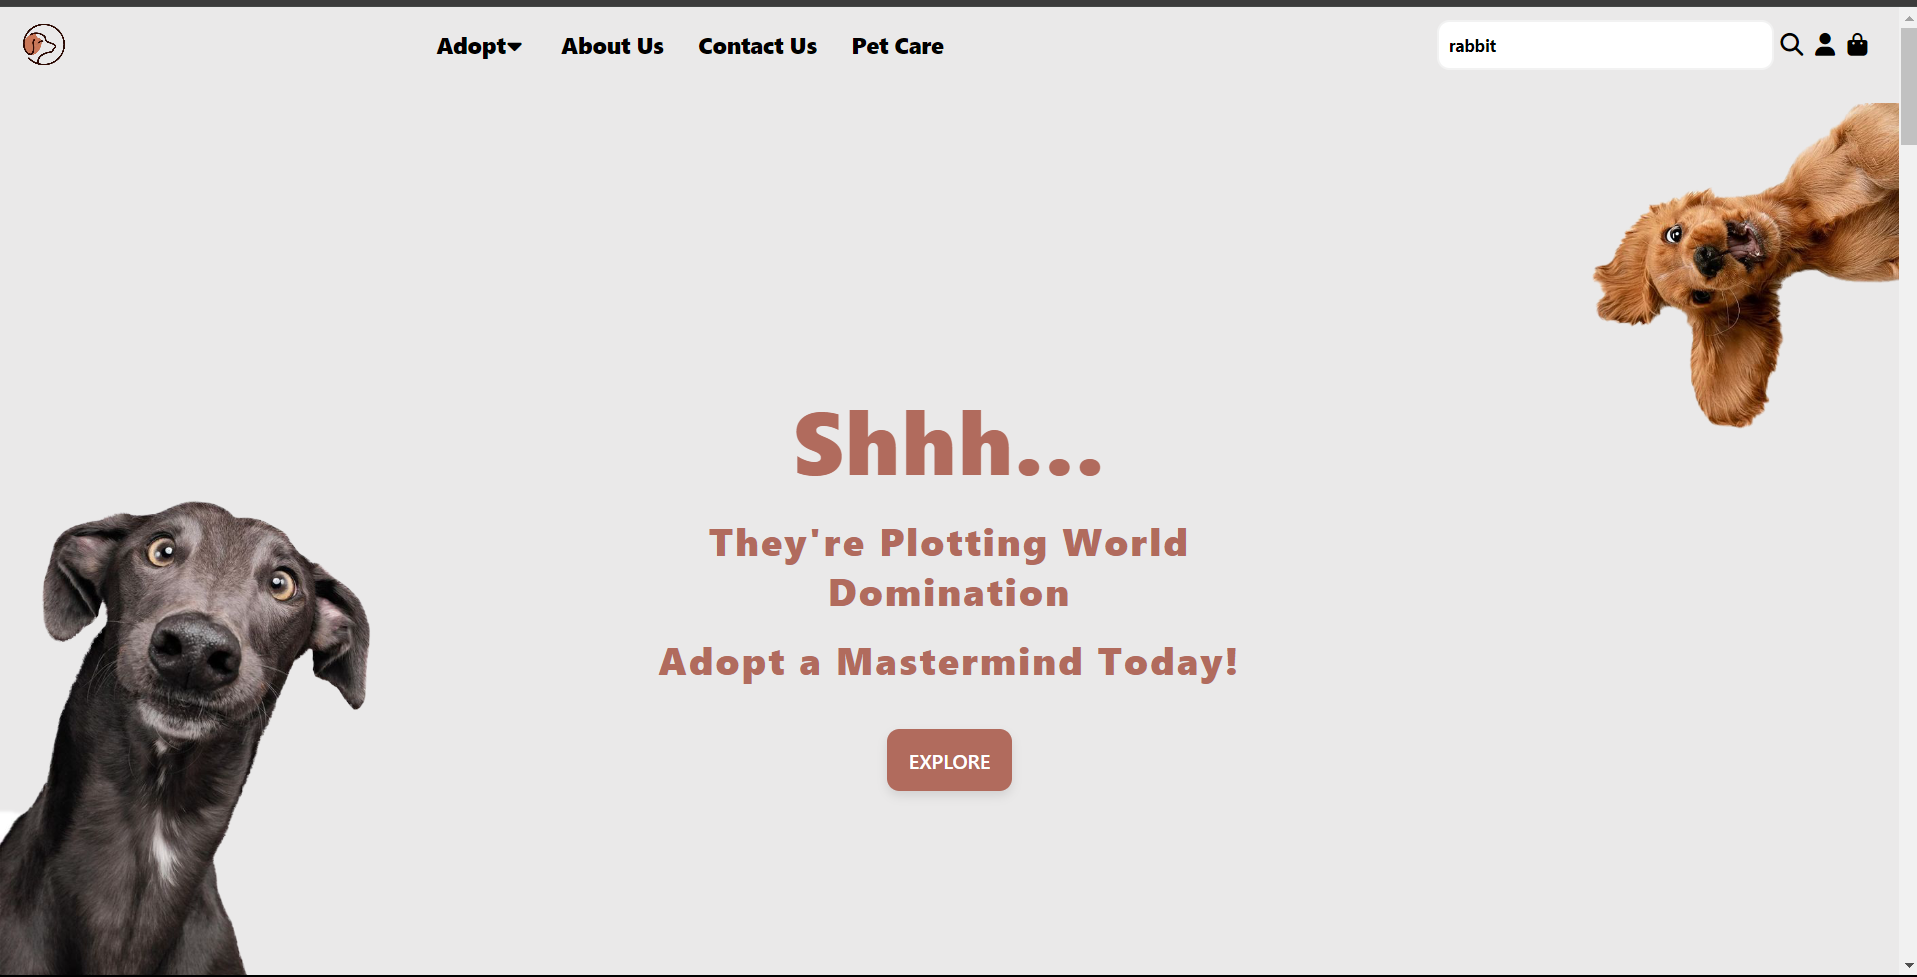 Adopt About Us Contact Us Pet Care rabbit
Shhh...
They're Plotting World
Domination
Adopt a Mastermind Today!
EXPLORE